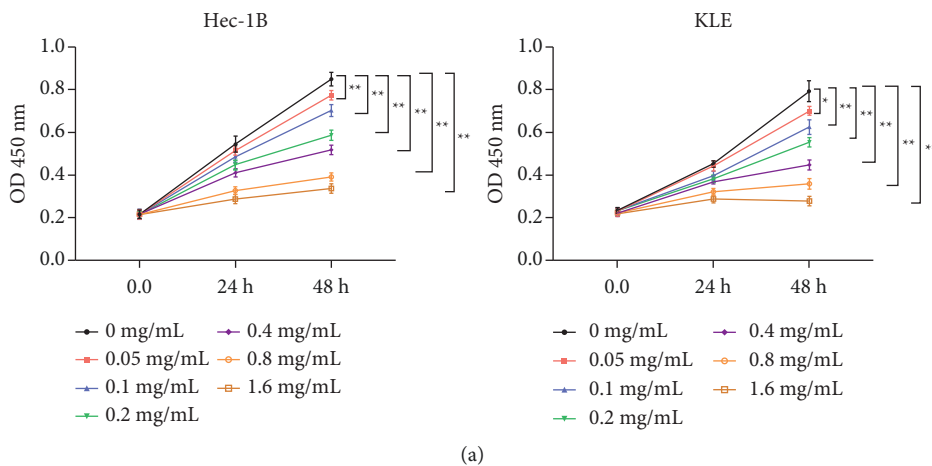 Hec-1B
1.0
0.8
0.6
0.4
0.2
0.0
OD 450 nm
0.0 24 h 48 h
** ** ** ** ** **
0 mg/mL 0.4 mg/mL
0.05 mg/mL 0.8 mg/mL
0.1 mg/mL 1.6 mg/mL
0.2 mg/mL
KLE
1.0
0.8
0.6
0.4
0.2
0.0
OD 450 nm
0.0 24 h 48 h
* ** ** ** ** *
0 mg/mL 0.4 mg/mL
0.05 mg/mL 0.8 mg/mL
0.1 mg/mL 1.6 mg/mL
0.2 mg/mL
(a)